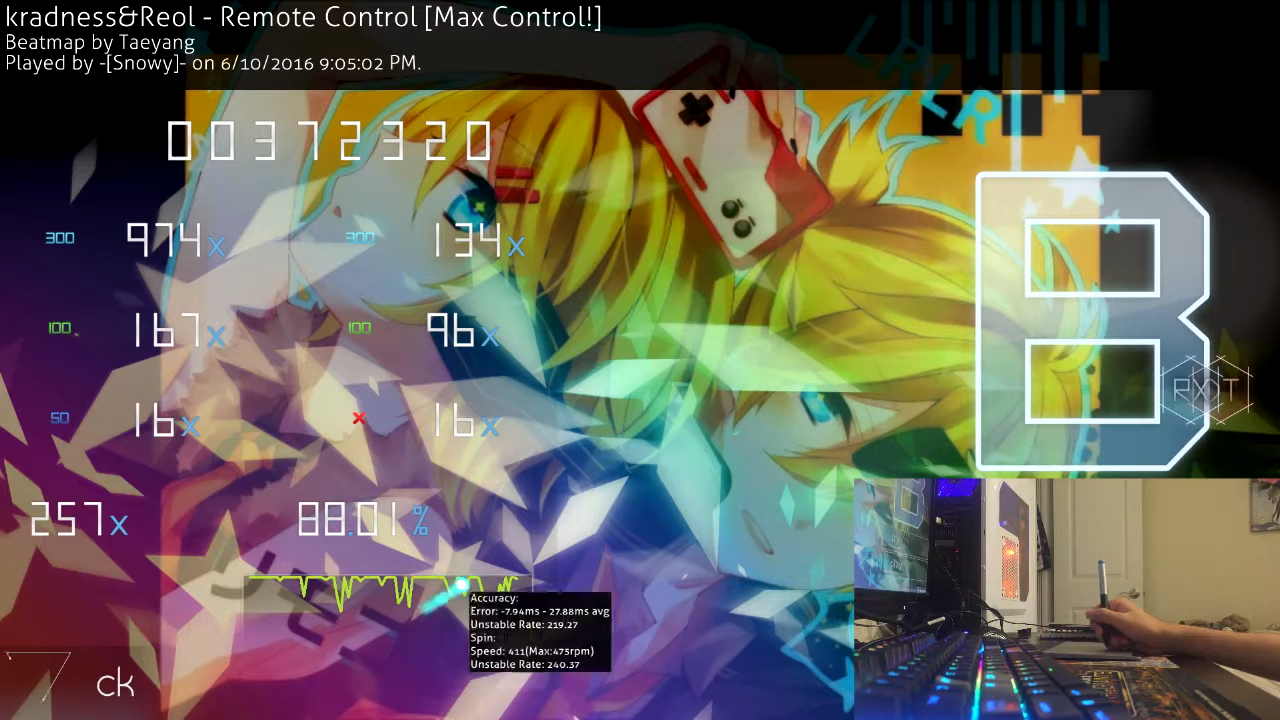 kradness&Reol - Remote Control [Max Control!]
Beatmap by Taeyang
Played by -[Snowy]- on 6/10/2016 9:05:02 PM.
LRLR
00372320
300 974x 300 134x
100 167x 100 96x
50 16x x 16x
B
257x 88.01%
Accuracy:
Error: -7.94ms - 27.88ms avg
Unstable Rate: 219.27
Spin:
Speed: 411(Max:475rpm)
Unstable Rate: 240.37
ck